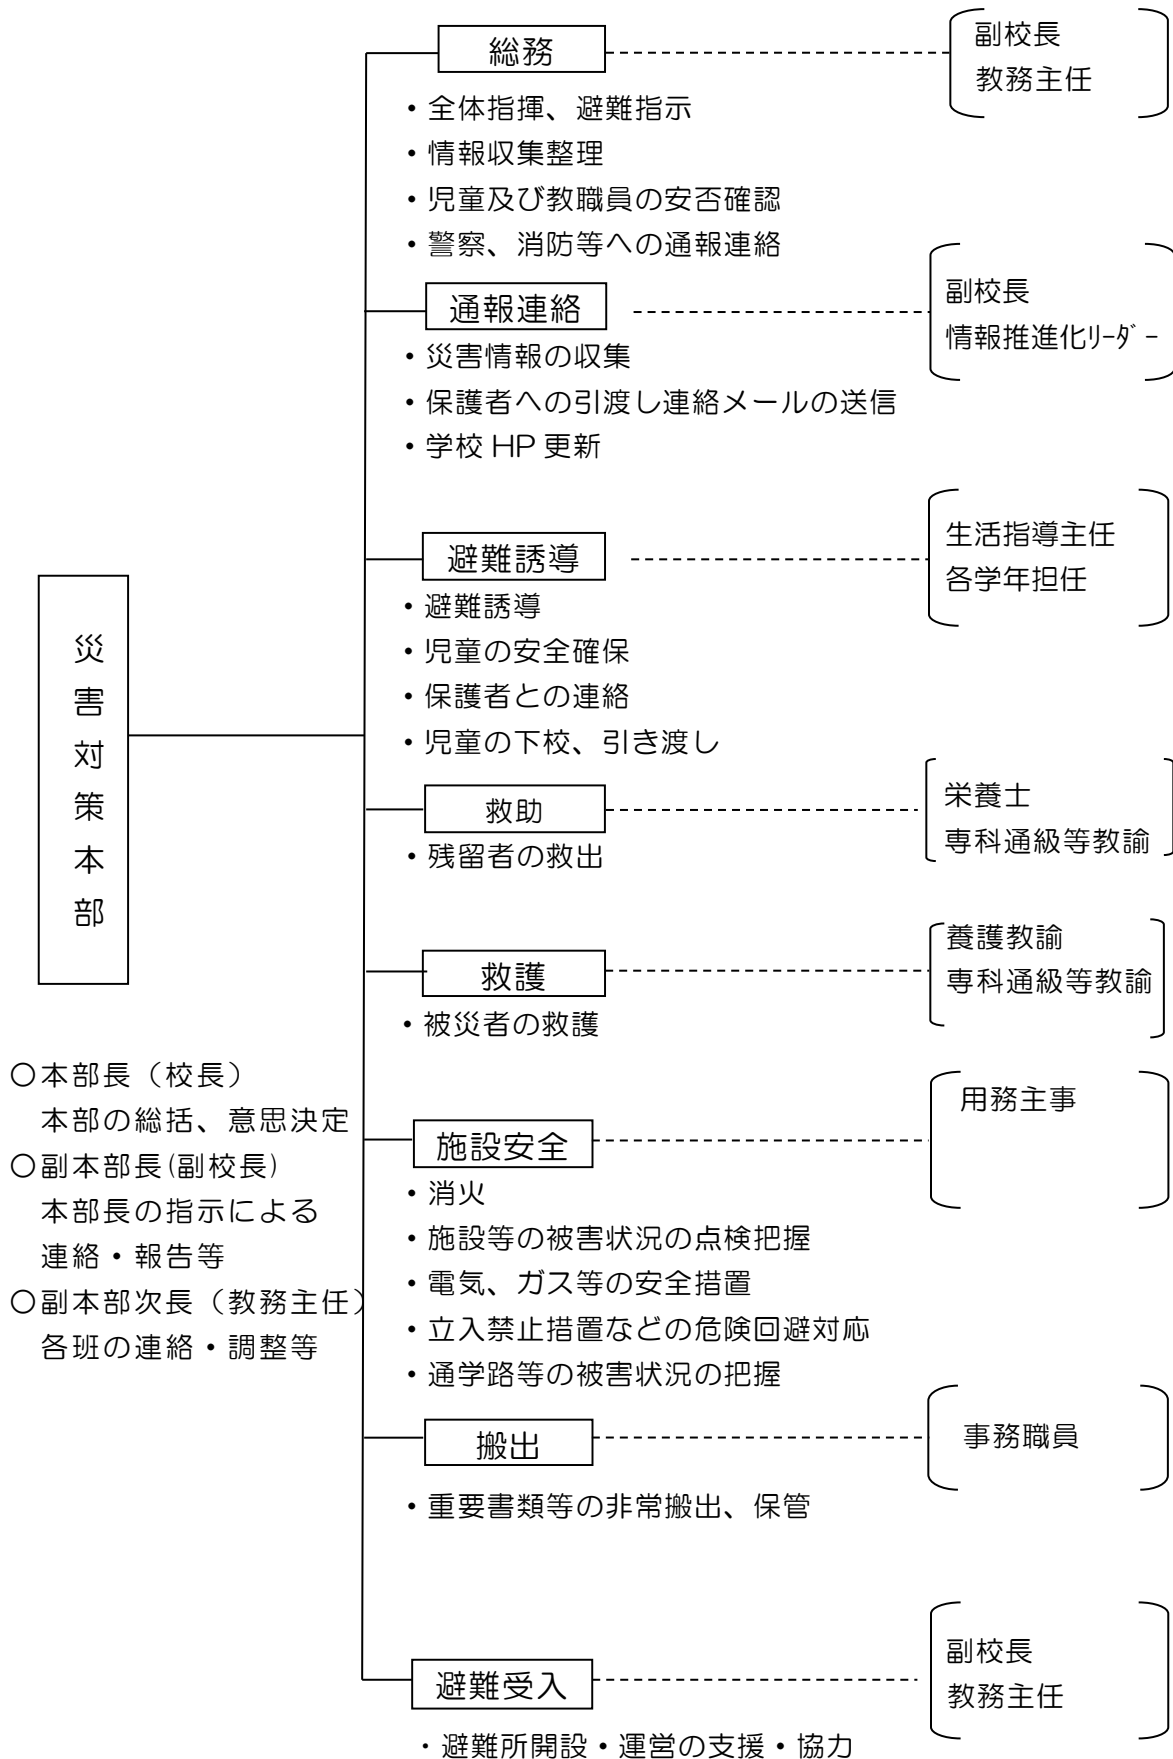 総務
副校長
教務主任
・全体指揮、避難指示
・情報収集整理
・児童及び教職員の安否確認
・警察、消防等への通報連絡
通報連絡
副校長
情報推進化リーダー
・災害情報の収集
・保護者への引渡し連絡メールの送信
・学校 HP 更新
避難誘導
生活指導主任
各学年担任
・避難誘導
・児童の安全確保
・保護者との連絡
・児童の下校、引き渡し
災害対策本部
救助
栄養士
専科通級等教諭
・残留者の救出
救護
養護教諭
専科通級等教諭
・被災者の救護
〇本部長（校長）
本部の総括、意思決定
〇副本部長(副校長)
本部長の指示による
連絡・報告等
〇副本部次長（教務主任）
各班の連絡・調整等
施設安全
用務主事
・消火
・施設等の被害状況の点検把握
・電気、ガス等の安全措置
・立入禁止措置などの危険回避対応
・通学路等の被害状況の把握
搬出
事務職員
・重要書類等の非常搬出、保管
避難受入
副校長
教務主任
・避難所開設・運営の支援・協力